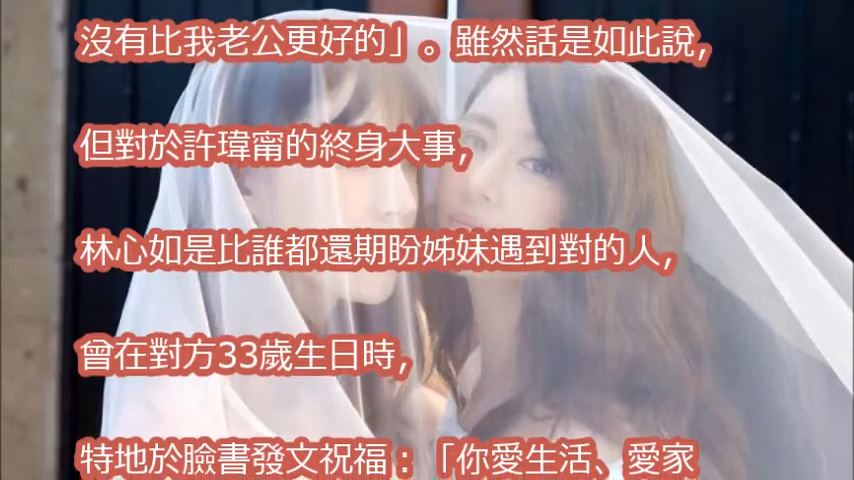 沒有比我老公更好的」。雖然話是如此說,
但對於許瑋甯的終身大事,
林心如是比誰都還期盼姊妹遇到對的人,
曾在對方33歲生日時,
特地於臉書發文祝福:「你愛生活、愛家